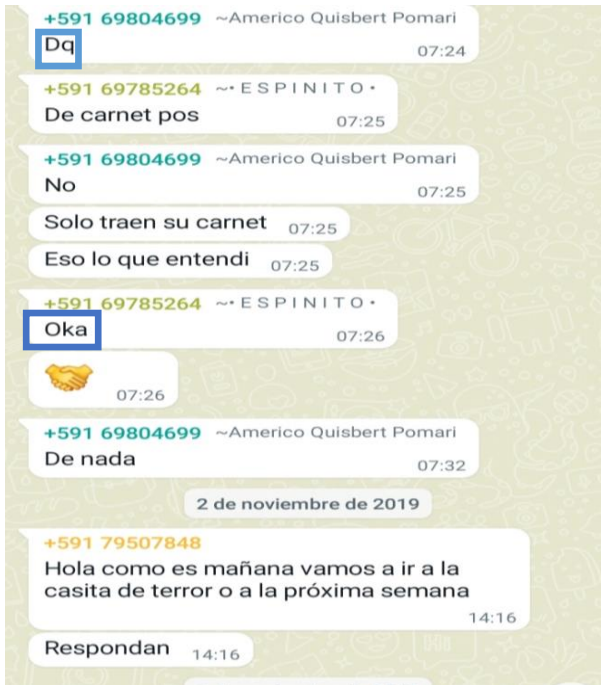 +591 69804699 ~Americo Quisbert Pomari
Dq
07:24
+591 69785264 ~•ESPINITO•
De carnet pos
07:25
+591 69804699 ~Americo Quisbert Pomari
No
07:25
Solo traen su carnet 07:25
Eso lo que entendi 07:25
+591 69785264 ~•ESPINITO•
Oka
07:26
07:26
+591 69804699 ~Americo Quisbert Pomari
De nada
07:32
2 de noviembre de 2019
+591 79507848
Hola como es mañana vamos a ir a la
casita de terror o a la próxima semana
14:16
Respondan 14:16